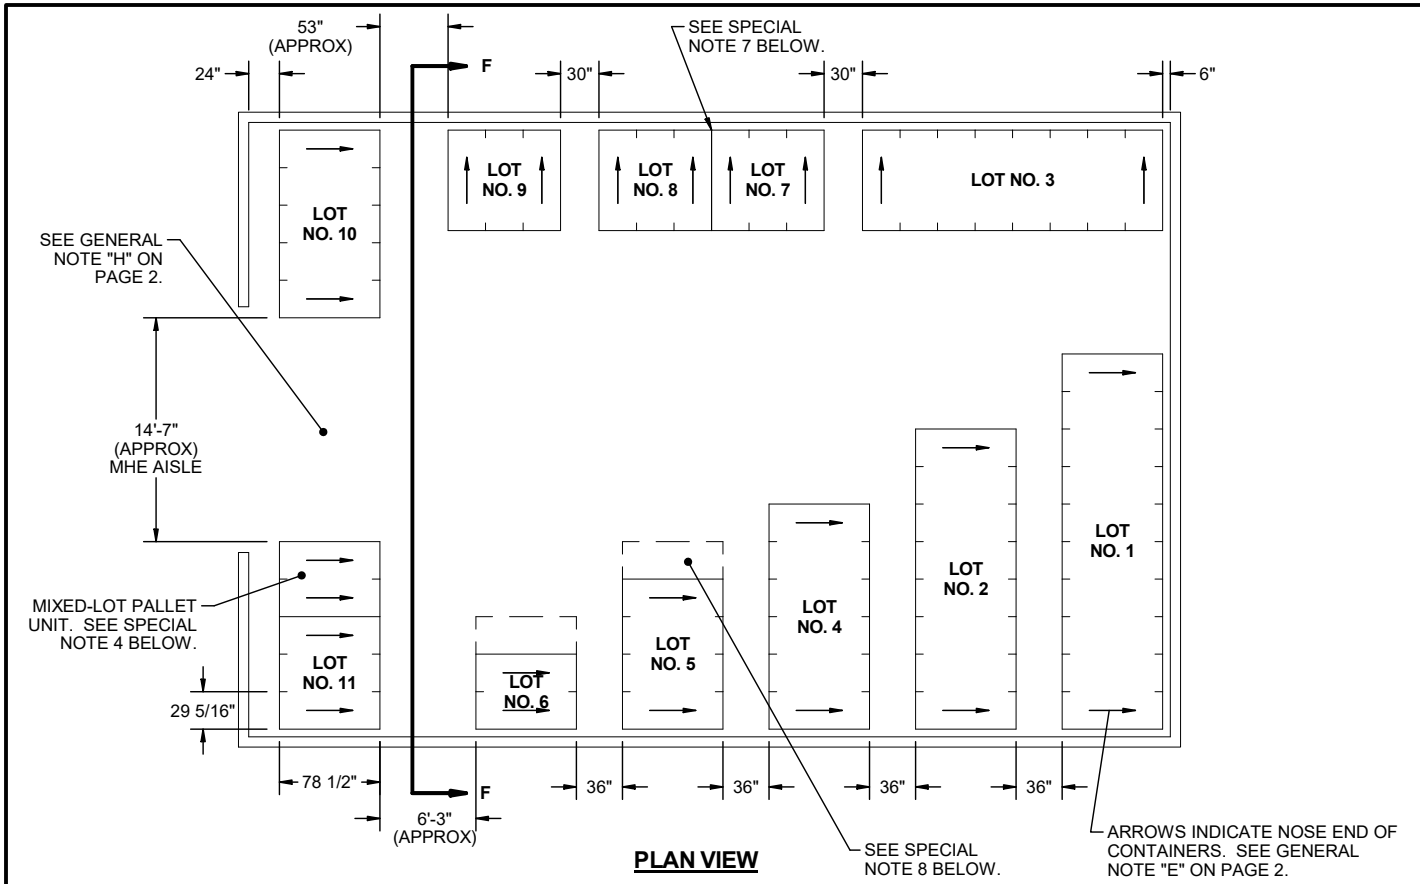 53"
(APPROX)
SEE SPECIAL
NOTE 7 BELOW.
24"
F
30"
30"
6"
LOT
NO. 9
LOT
NO. 8
LOT
NO. 7
LOT NO. 3
LOT
NO. 10
SEE GENERAL
NOTE "H" ON
PAGE 2.
14'-7"
(APPROX)
MHE AISLE
LOT
NO. 1
LOT
NO. 2
LOT
NO. 4
LOT
NO. 5
MIXED-LOT PALLET
UNIT. SEE SPECIAL
NOTE 4 BELOW.
LOT
NO. 11
LOT
NO. 6
29 5/16"
78 1/2"
F
36"
36"
36"
36"
6'-3"
(APPROX)
PLAN VIEW
SEE SPECIAL
NOTE 8 BELOW.
ARROWS INDICATE NOSE END OF
CONTAINERS. SEE GENERAL
NOTE "E" ON PAGE 2.